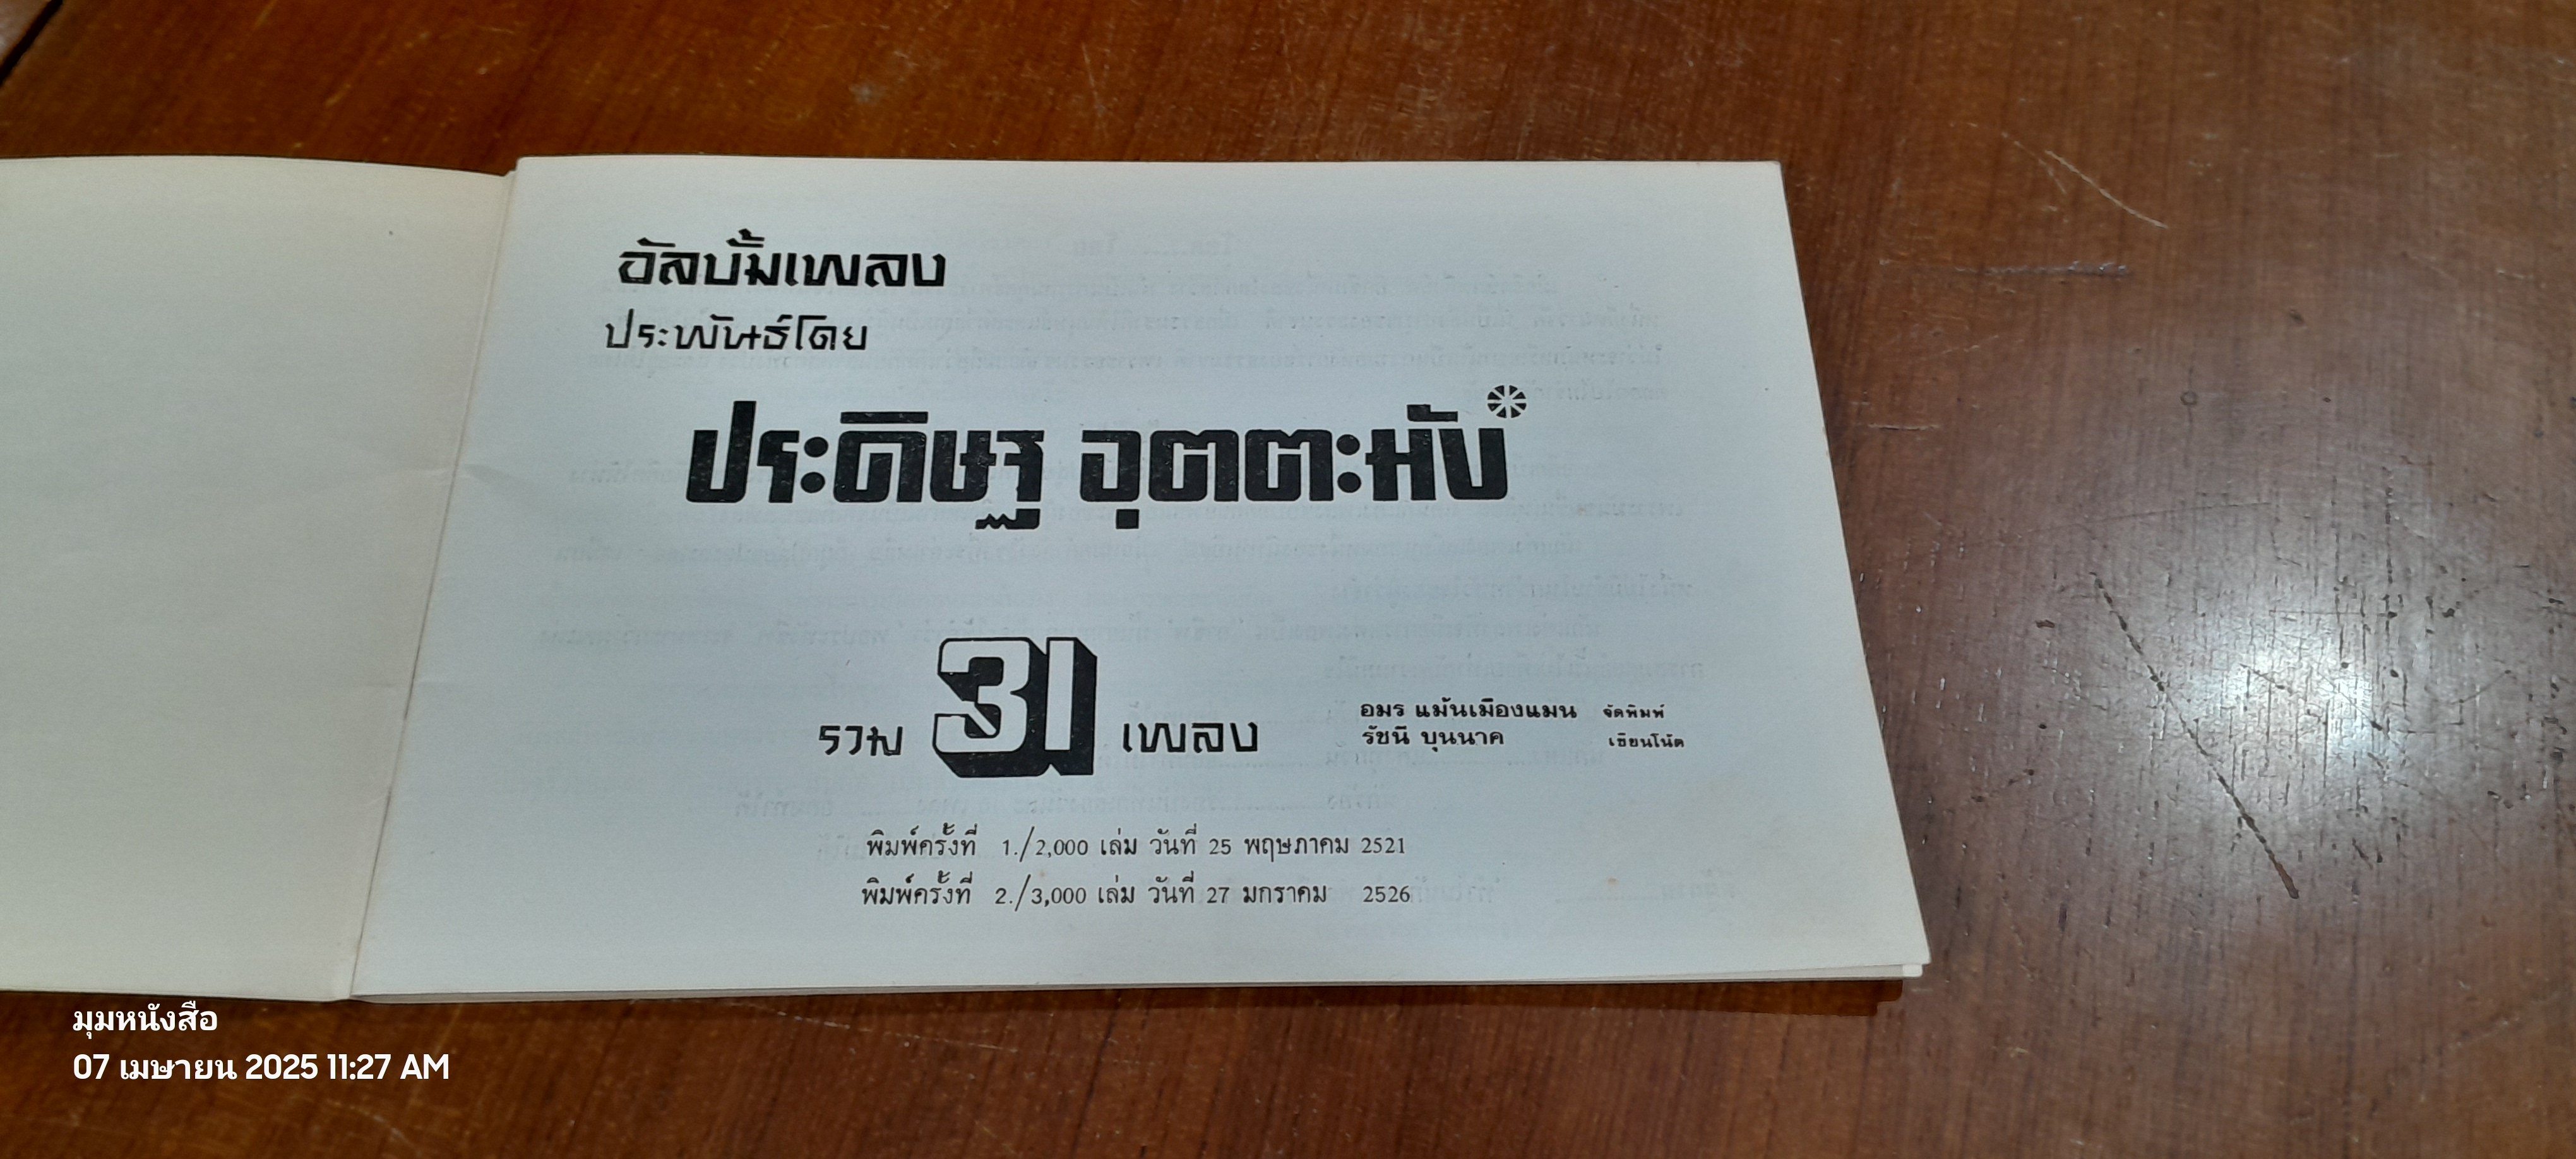 อัลบั้มเพลง
ประพันธ์โดย
ประดิษฐ อุตตะมัง
รวม 31 เพลง
อมร แม้นเมืองแมน จัดพิมพ์
รัชนี บุนนาค เขียนโน้ต
พิมพ์ครั้งที่ 1./2,000 เล่ม วันที่ 25 พฤษภาคม 2521
พิมพ์ครั้งที่ 2./3,000 เล่ม วันที่ 27 มกราคม 2526
มุมหนังสือ
07 เมษายน 2025 11:27 AM